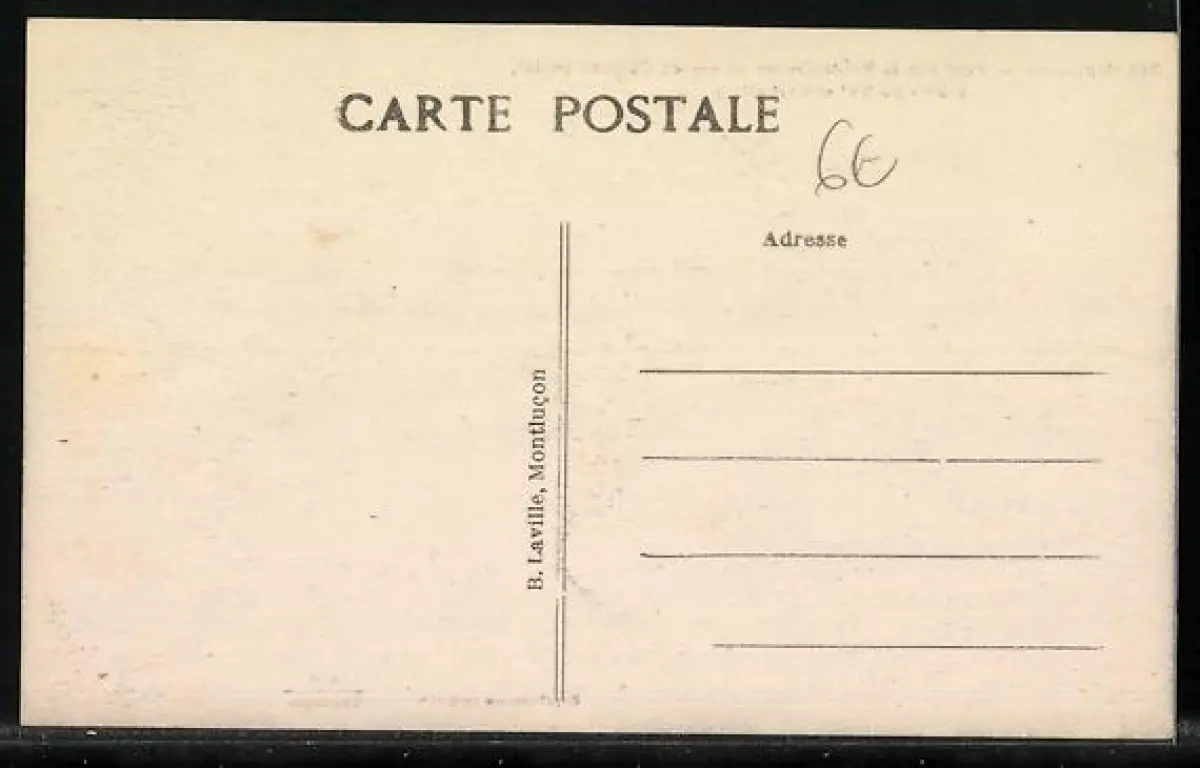 CARTE POSTALE
6€
Adresse
B. Laville, Montluçon